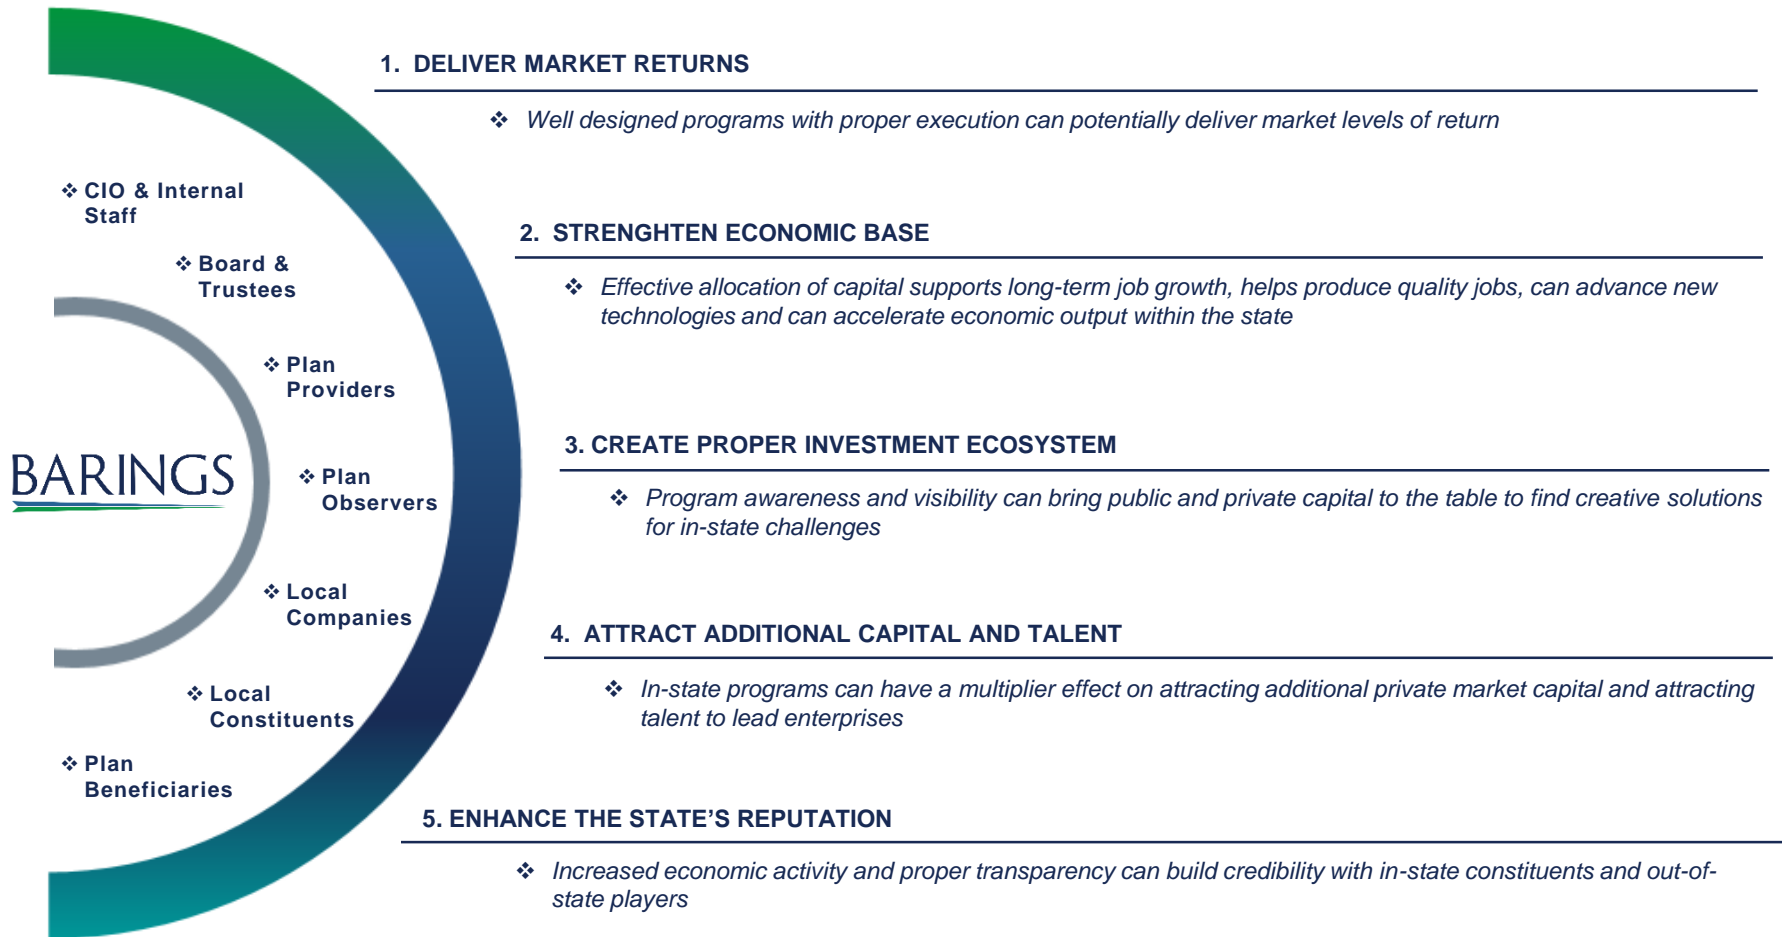 1. DELIVER MARKET RETURNS
❖ Well designed programs with proper execution can potentially deliver market levels of return
❖ CIO & Internal
Staff
❖ Board &
Trustees
❖ Plan
Providers
BARINGS
❖ Plan
Observers
❖ Local
Companies
❖ Local
Constituents
❖ Plan
Beneficiaries
2. STRENGHTEN ECONOMIC BASE
❖ Effective allocation of capital supports long-term job growth, helps produce quality jobs, can advance new
technologies and can accelerate economic output within the state
3. CREATE PROPER INVESTMENT ECOSYSTEM
❖ Program awareness and visibility can bring public and private capital to the table to find creative solutions
for in-state challenges
4. ATTRACT ADDITIONAL CAPITAL AND TALENT
❖ In-state programs can have a multiplier effect on attracting additional private market capital and attracting
talent to lead enterprises
5. ENHANCE THE STATE’S REPUTATION
❖ Increased economic activity and proper transparency can build credibility with in-state constituents and out-of-
state players